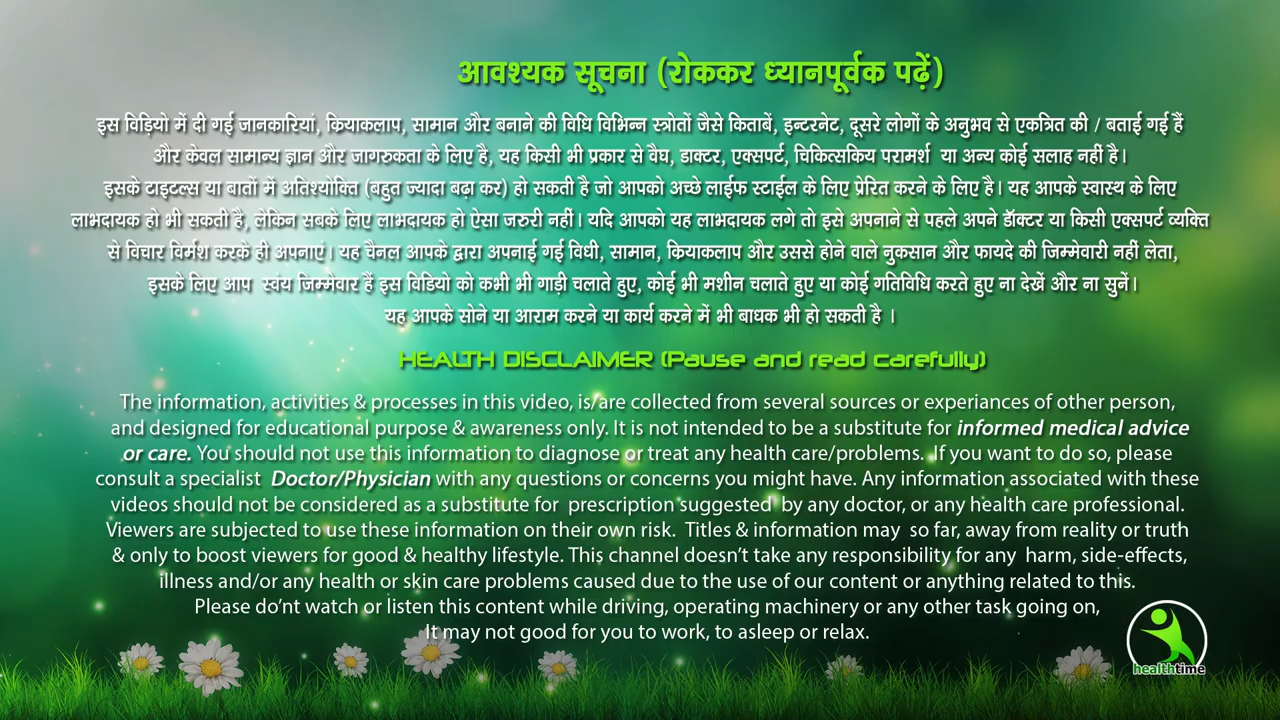 आवश्यक सूचना (रोककर ध्यानपूर्वक पढ़ें)
इस विड़ियो में दी गई जानकारियां, कियाकलाप, सामान और बनाने की विधि विभिन्न स्त्रोतों जैसे किताबें, इन्टरनेट, दूसरे लोगों के अनुभव से एकत्रित की / बताई गई हैं
और केवल सामान्य ज्ञान और जागरुकता के लिए है, यह किसी भी प्रकार से वैघ, डाक्टर, एक्सपर्ट, चिकित्सकिय परामर्श या अन्य कोई सलाह नहीं है।
इसके टाइटल्स या बातों में अतिश्योक्ति (बहुत ज्यादा बढ़ा कर) हो सकती है जो आपको अच्छे लाईफ स्टाईल के लिए प्रेरित करने के लिए है। यह आपके स्वास्थ के लिए
लाभदायक हो भी सकती है, लेकिन सबके लिए लाभदायक हो ऐसा जरुरी नहीं। यदि आपको यह लाभदायक लगे तो इसे अपनाने से पहले अपने डॅाक्टर या किसी एक्सपर्ट व्यक्ति
से विचार विर्मश करके ही अपनाएं। यह चैनल आपके द्वारा अपनाई गई विधी, सामान, कियाकलाप और उससे होने वाले नुकसान और फायदे की जिम्मेवारी नहीं लेता,
इसके लिए आप स्वंय जिम्मेवार हैं इस विडियो को कभी भी गाड़ी चलाते हुए, कोई भी मशीन चलाते हुए या कोई गतिविधि करते हुए ना देखें और ना सुनें।
यह आपके सोने या आराम करने या कार्य करने में भी बाधक भी हो सकती है ।
HEALTH DISCLAIMER (Pause and read carefully)
The information, activities & processes in this video, is/are collected from several sources or experiances of other person,
and designed for educational purpose & awareness only. It is not intended to be a substitute for informed medical advice
or care. You should not use this information to diagnose or treat any health care/problems. If you want to do so, please
consult a specialist Doctor/Physician with any questions or concerns you might have. Any information associated with these
videos should not be considered as a substitute for prescription suggested by any doctor, or any health care professional.
Viewers are subjected to use these information on their own risk. Titles & information may so far, away from reality or truth
& only to boost viewers for good & healthy lifestyle. This channel doesn't take any responsibility for any harm, side-effects,
illness and/or any health or skin care problems caused due to the use of our content or anything related to this.
Please do'nt watch or listen this content while driving, operating machinery or any other task going on,
It may not good for you to work, to asleep or relax.
healthtime